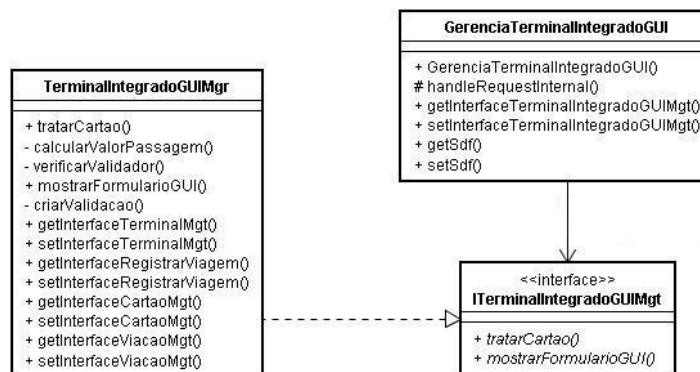 GerenciaTerminalIntegradoGUI
+ GerenciaTerminalIntegradoGUI()
# handleRequestInternal()
+ getInterfaceTerminalIntegradoGUIMgt()
+ setInterfaceTerminalIntegradoGUIMgt()
+ getSdf()
+ setSdf()
TerminalIntegradoGUIMgr
+ tratarCartao()
- calcularValorPassagem()
- verificarValidador()
+ mostrarFormularioGUI()
- criarValidacao()
+ getInterfaceTerminalMgt()
+ setInterfaceTerminalMgt()
+ getInterfaceRegistrarViagem()
+ setInterfaceRegistrarViagem()
+ getInterfaceCartaoMgt()
+ setInterfaceCartaoMgt()
+ getInterfaceViacaoMgt()
+ setInterfaceViacaoMgt()
<<interface>>
ITerminalIntegradoGUIMgt
+ tratarCartao()
+ mostrarFormularioGUI()